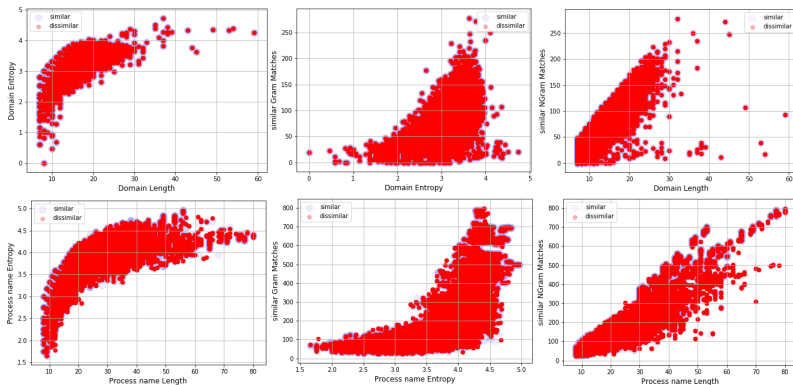 similar
dissimilar
Domain Entropy
0 1 2 3 4 5
10 20 30 40 50 60
Domain Length
similar
dissimilar
similar Gram Matches
0 50 100 150 200 250
0 1 2 3 4 5
Domain Entropy
similar
dissimilar
similar NGram Matches
0 50 100 150 200 250
10 20 30 40 50 60
Domain Length
similar
dissimilar
Process name Entropy
1.5 2.0 2.5 3.0 3.5 4.0 4.5 5.0
10 20 30 40 50 60 70 80
Process name Length
similar
dissimilar
similar Gram Matches
0 100 200 300 400 500 600 700 800
1.5 2.0 2.5 3.0 3.5 4.0 4.5 5.0
Process name Entropy
similar
dissimilar
similar NGram Matches
0 100 200 300 400 500 600 700 800
10 20 30 40 50 60 70 80
Process name Length